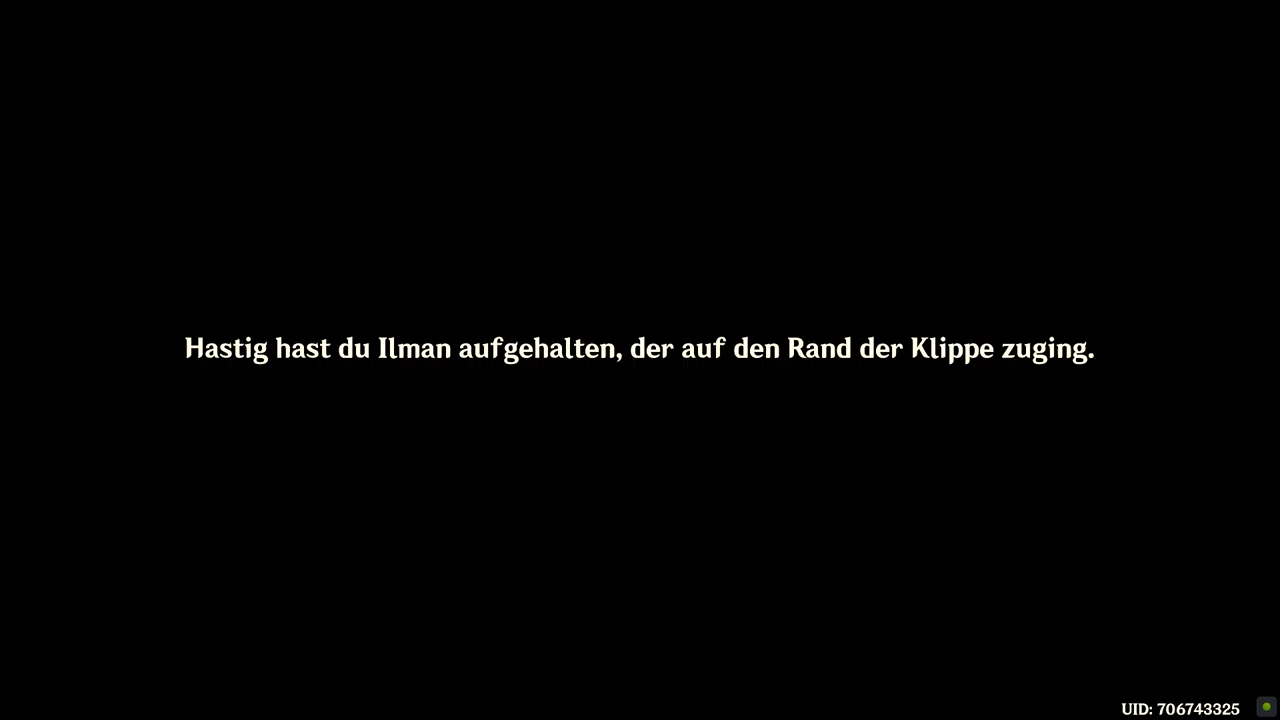 Hastig hast du Ilman aufgehalten, der auf den Rand der Klippe zuging.
UID: 706743325